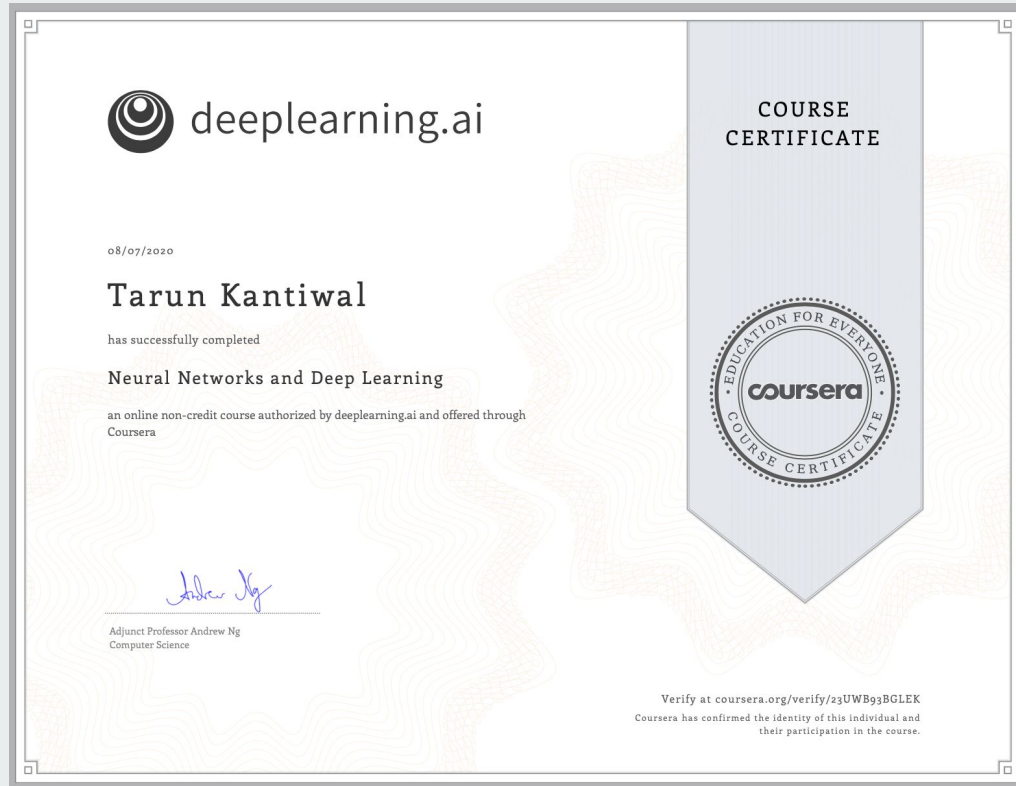 deeplearning.ai
COURSE
CERTIFICATE
08/07/2020
Tarun Kantiwal
has successfully completed
Neural Networks and Deep Learning
an online non-credit course authorized by deeplearning.ai and offered through
Coursera
EDUCATION FOR EVERYONE
coursera
COURSE CERTIFICATE
Andrew Ng
Adjunct Professor Andrew Ng
Computer Science
Verify at coursera.org/verify/23UWB93BGLEK
Coursera has confirmed the identity of this individual and
their participation in the course.